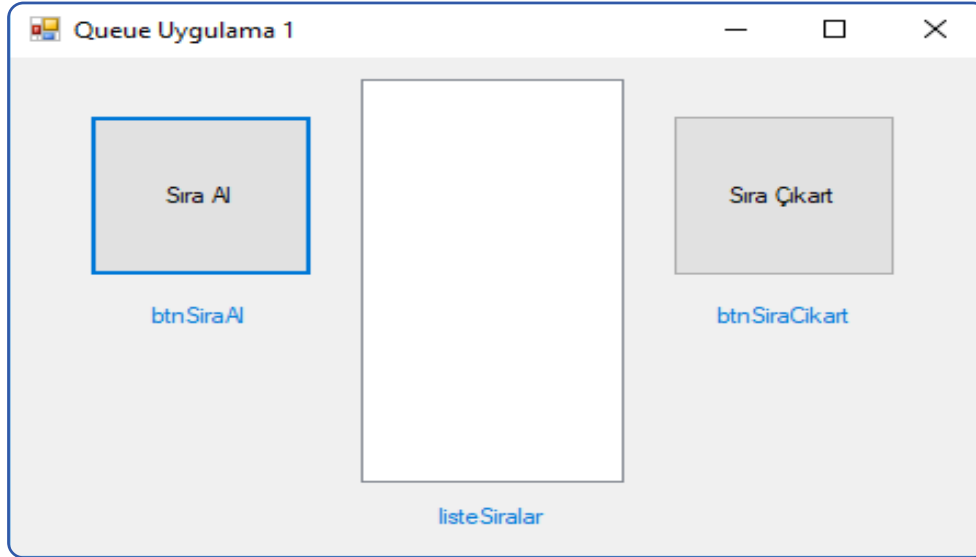 Queue Uygulama 1
Sıra Al
Sıra Çıkart
btnSiraAl
btnSiraCikart
listeSiralar